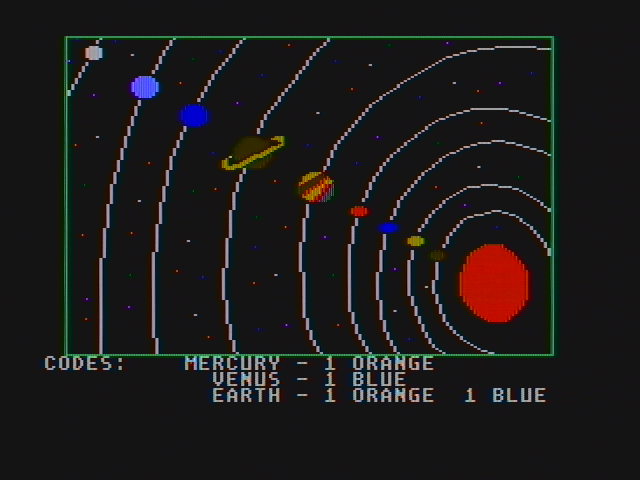 CODES: MERCURY - 1 ORANGE
VENUS - 1 BLUE
EARTH - 1 ORANGE 1 BLUE